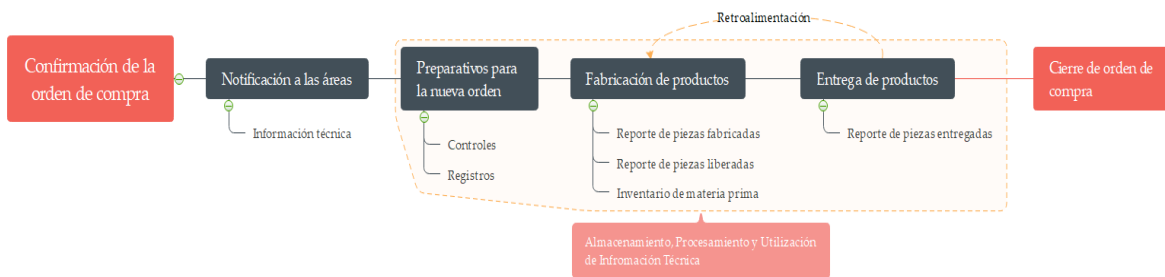 Retroalimentación
Confirmación de la
orden de compra
Notificación a las áreas
Información técnica
Preparativos para
la nueva orden
Controles
Registros
Fabricación de productos
Reporte de piezas fabricadas
Reporte de piezas liberadas
Inventario de materia prima
Entrega de productos
Reporte de piezas entregadas
Cierre de orden de
compra
Almacenamiento, Procesamiento y Utilización
de Infromación Técnica